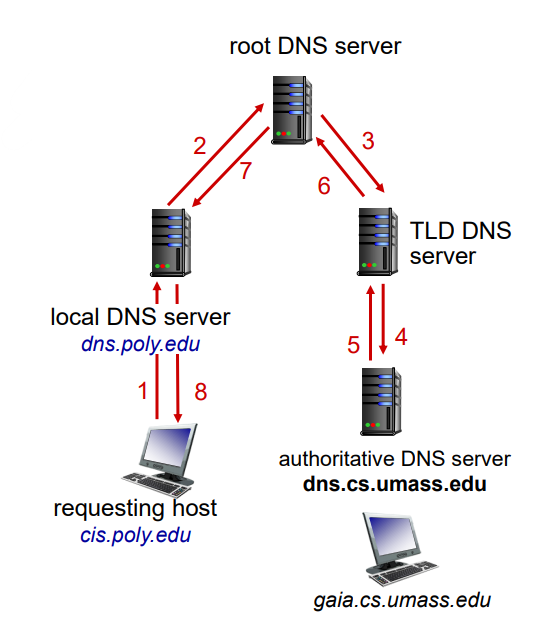 root DNS server
2
3
7
6
TLD DNS
server
local DNS server
dns.poly.edu
5
4
1
8
authoritative DNS server
dns.cs.umass.edu
requesting host
cis.poly.edu
gaia.cs.umass.edu